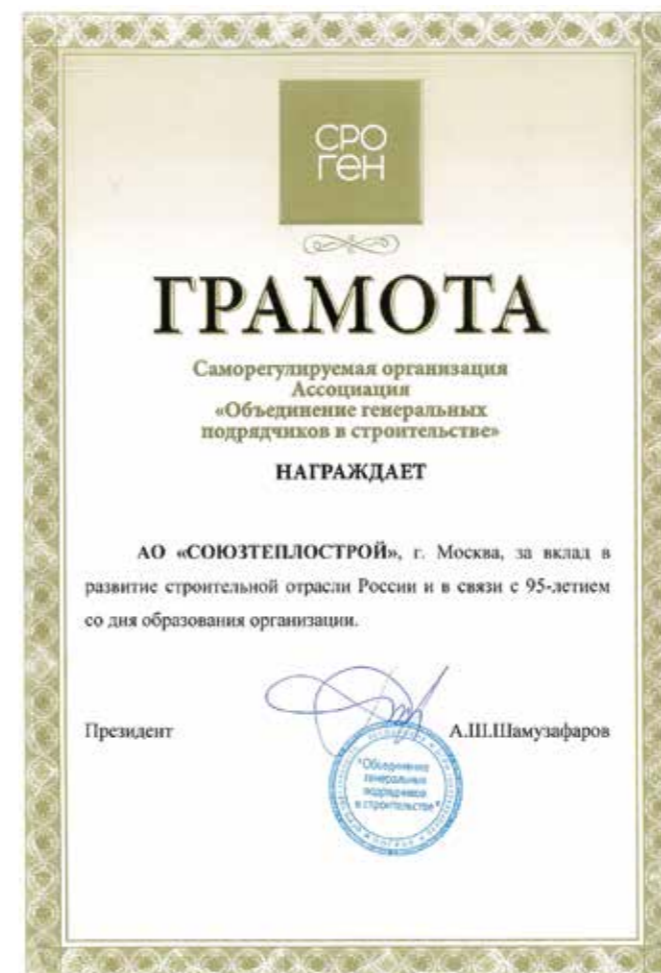 СРО
ГЕН
ГРАМОТА
Саморегулируемая организация
Ассоциация
«Объединение генеральных
подрядчиков в строительстве»
НАГРАЖДАЕТ
АО «СОЮЗТЕПЛОСТРОЙ», г. Москва, за вклад в
развитие строительной отрасли России и в связи с 95-летием
со дня образования организации.
Президент
А.Ш.Шамузафаров
"Объединение
генеральных
подрядчиков
в строительстве"